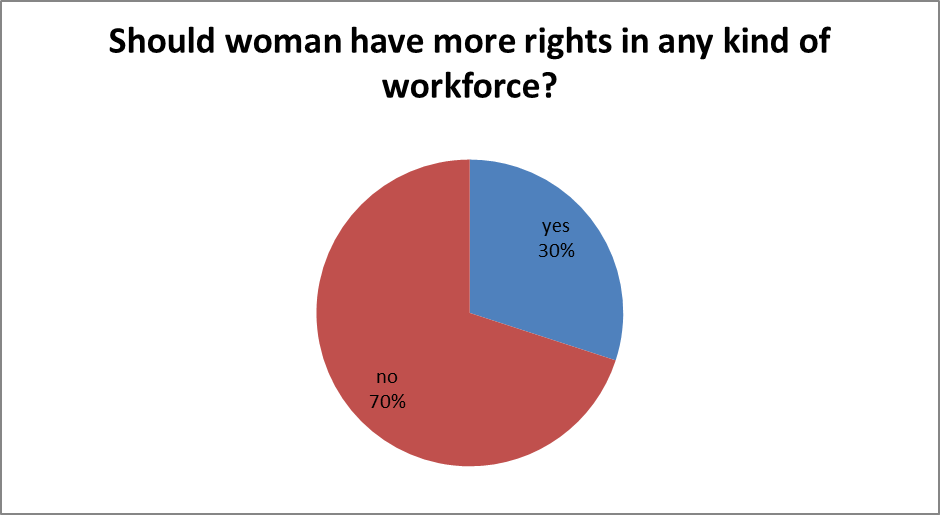 Should woman have more rights in any kind of
workforce?
yes
30%
no
70%